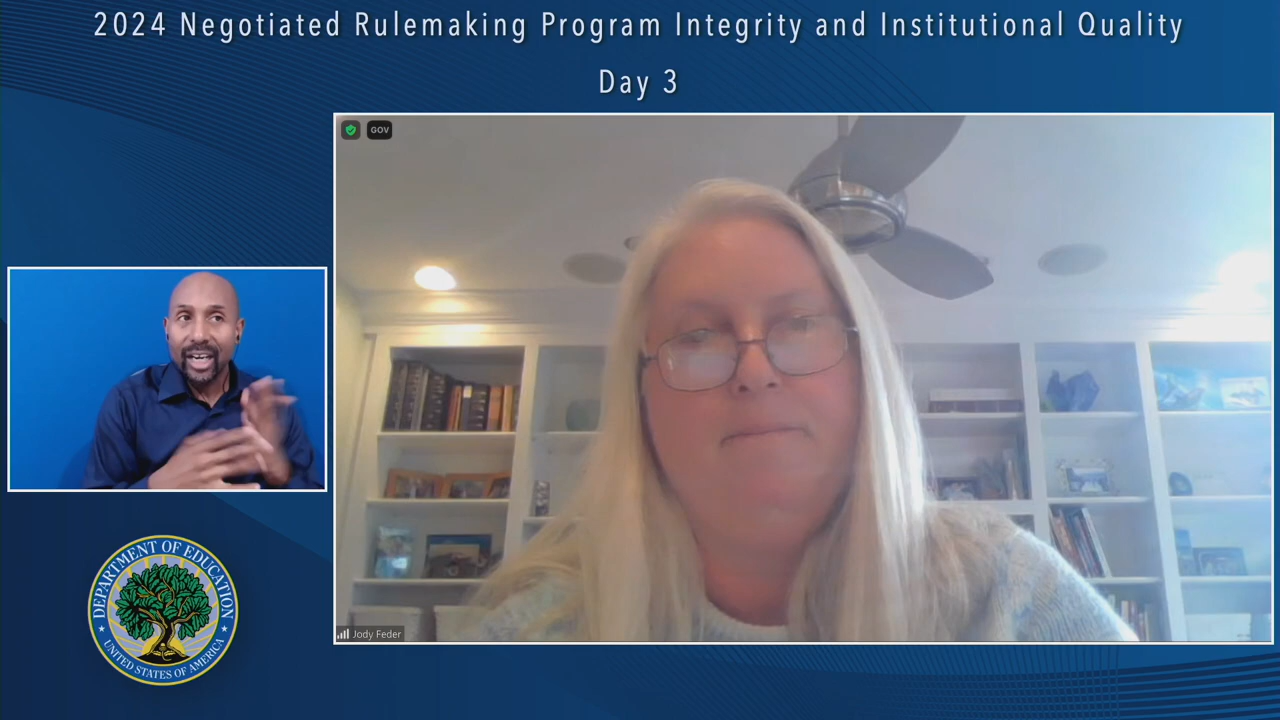 2024 Negotiated Rulemaking Program Integrity and Institutional Quality
Day 3
GOV
Jody Feder
DEPARTMENT OF EDUCATION
UNITED STATES OF AMERICA